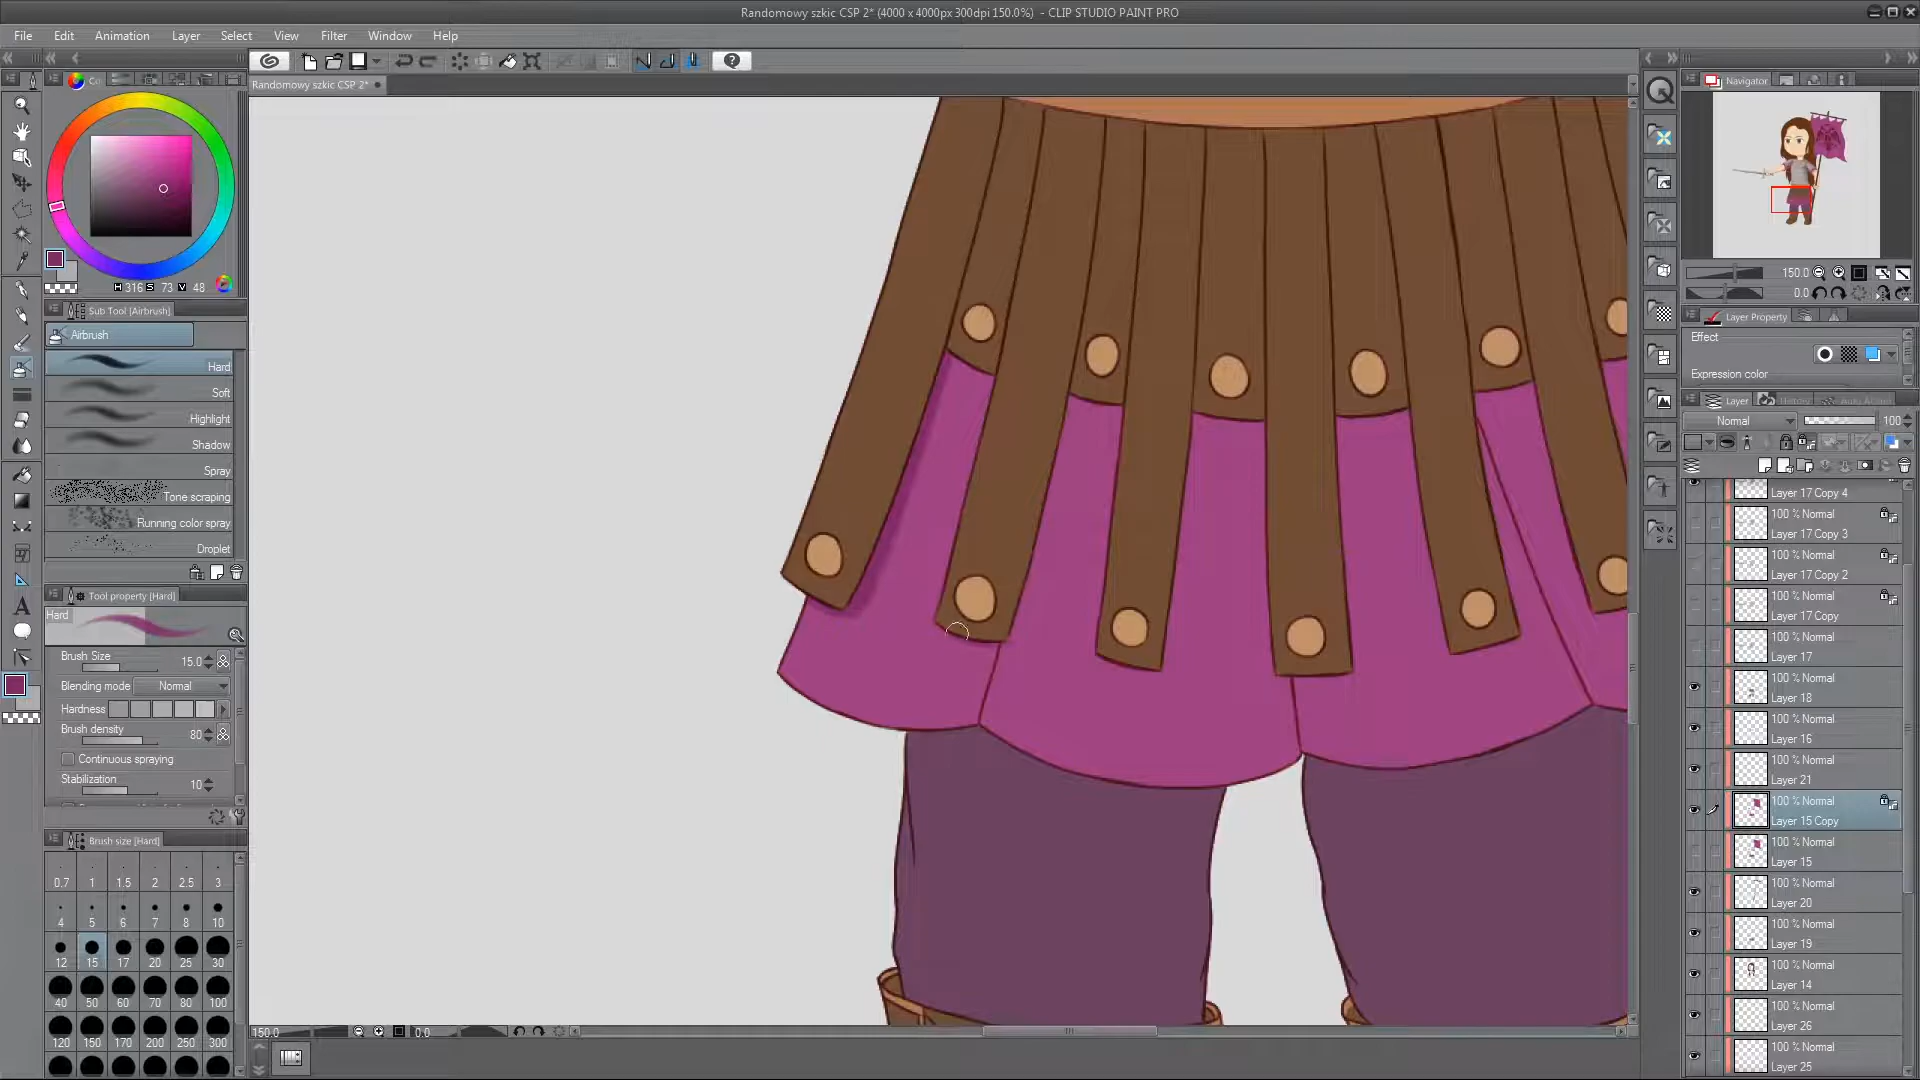 Randomowy szkic CSP 2* (4000 x 4000px 300dpi 150.0%) - CLIP STUDIO PAINT PRO
File Edit Animation Layer Select View Filter Window Help
Randomowy szkic CSP 2*
Co
H 316 S 73 V 48
Sub Tool [Airbrush]
Airbrush
Hard
Soft
Highlight
Shadow
Spray
Tone scraping
Running color spray
Droplet
Tool property [Hard]
Hard
Brush Size 15.0
Blending mode Normal
Hardness
Brush density 80
Continuous spraying
Stabilization 10
Brush size [Hard]
0.7 1 1.5 2 2.5 3
4 5 6 7 8 10
12 15 17 20 25 30
40 50 60 70 80 100
120 150 170 200 250 300
150.0 0.0
Navigator
150.0
0.0
Layer Property
Effect
Expression color
Layer History Auto Action
Normal 100
Layer 17 Copy 4
100 % Normal
Layer 17 Copy 3
100 % Normal
Layer 17 Copy 2
100 % Normal
Layer 17 Copy
100 % Normal
Layer 17
100 % Normal
Layer 18
100 % Normal
Layer 16
100 % Normal
Layer 21
100 % Normal
Layer 15 Copy
100 % Normal
Layer 15
100 % Normal
Layer 20
100 % Normal
Layer 19
100 % Normal
Layer 14
100 % Normal
Layer 26
100 % Normal
Layer 25